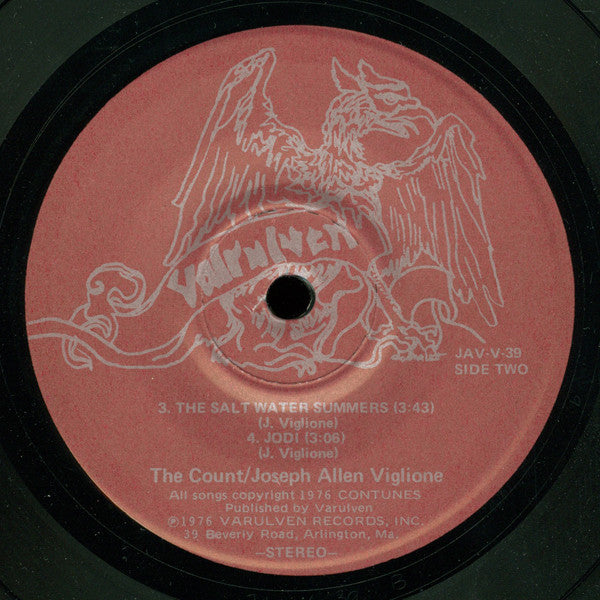 Varulven
JAV-V-39
SIDE TWO
3. THE SALT WATER SUMMERS (3:43)
(J. Viglione)
4. JODI (3:06)
(J. Viglione)
The Count/Joseph Allen Viglione
All songs copyright 1976 CONTUNES
Published by Varulven
℗1976 VARULVEN RECORDS, INC.
39 Beverly Road, Arlington, Ma.
—STEREO—